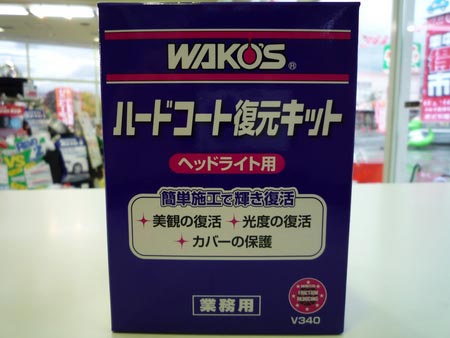 WAKO'S®
ハードコート復元キット
ヘッドライト用
簡単施工で輝き復活
美観の復活 光度の復活
カバーの保護
業務用
V340